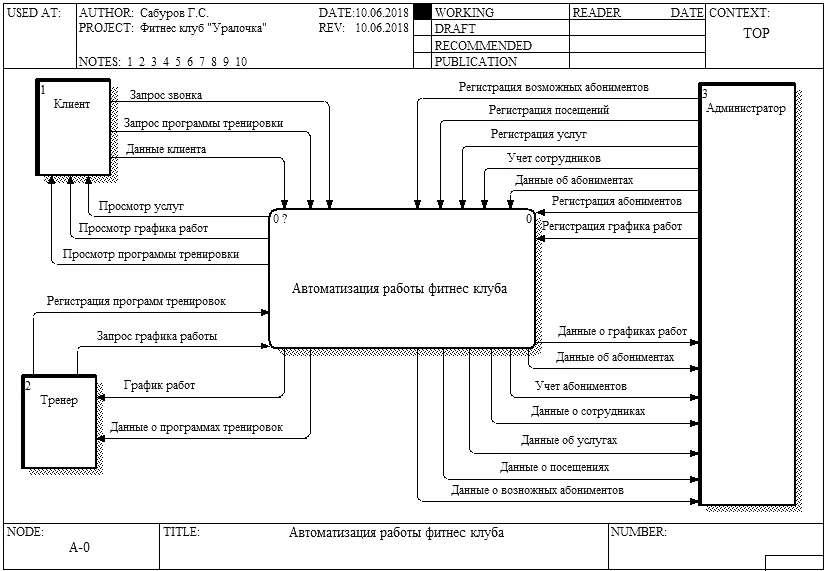 USED AT:
AUTHOR: Сабуров Г.С.
DATE:10.06.2018
WORKING
READER
DATE
CONTEXT:
PROJECT: Фитнес клуб "Уралочка"
REV: 10.06.2018
DRAFT
TOP
RECOMMENDED
NOTES: 1 2 3 4 5 6 7 8 9 10
PUBLICATION
1
Клиент
Запрос звонка
Запрос программы тренировки
Данные клиента
Просмотр услуг
Просмотр графика работ
Просмотр программы тренировки
Регистрация возможных абониментов
Регистрация посещений
Регистрация услуг
Учет сотрудников
Данные об абониментах
Регистрация абониментов
Регистрация графика работ
3
Администратор
0 ?
0
Автоматизация работы фитнес клуба
Регистрация программ тренировок
Запрос графика работы
2
Тренер
График работ
Данные о программах тренировок
Данные о графиках работ
Данные об абониментах
Учет абониментов
Данные о сотрудниках
Данные об услугах
Данные о посещениях
Данные о возножных абониментов
NODE:
A-0
TITLE:
Автоматизация работы фитнес клуба
NUMBER: